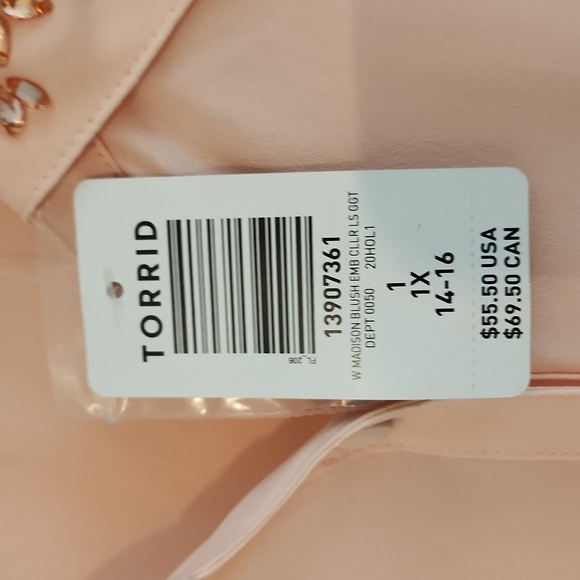 TORRID
FL_206
13907361
W MADISON BLUSH EMB CLLR LS GGT
DEPT 0050 20HOL1
1
1X
14-16
$55.50 USA
$69.50 CAN